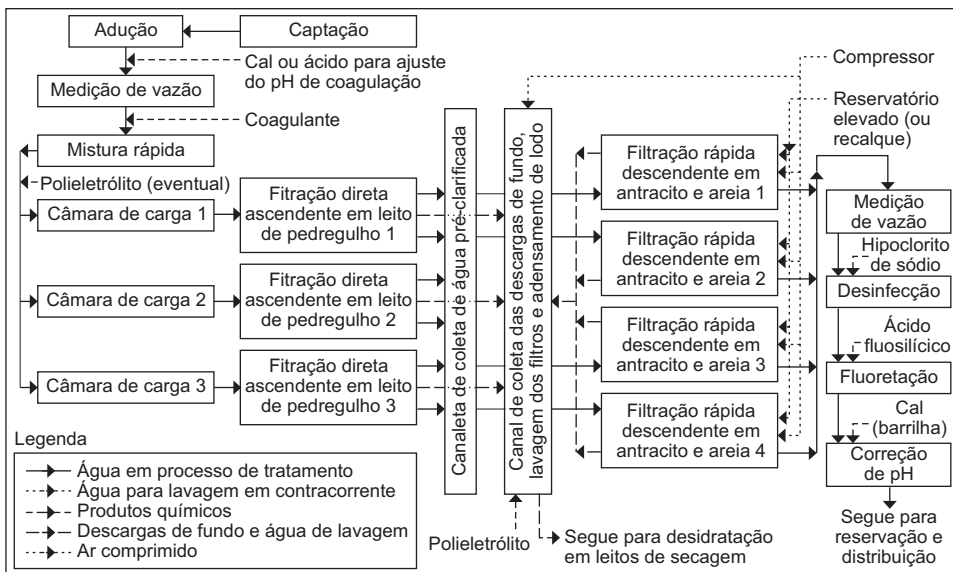 Adução
Captação
Cal ou ácido para ajuste
do pH de coagulação
Medição de vazão
Coagulante
Mistura rápida
Polieletrólito (eventual)
Câmara de carga 1
Fitração direta
ascendente em leito
de pedregulho 1
Câmara de carga 2
Fitração direta
ascendente em leito
de pedregulho 2
Câmara de carga 3
Fitração direta
ascendente em leito
de pedregulho 3
Canaleta de coleta de água pré-clarificada
Canal de coleta das descargas de fundo,
lavagem dos filtros e adensamento de lodo
Compressor
Reservatório
elevado (ou
recalque)
Filtração rápida
descendente em
antracito e areia 1
Filtração rápida
descendente em
antracito e areia 2
Filtração rápida
descendente em
antracito e areia 3
Filtração rápida
descendente em
antracito e areia 4
Medição
de vazão
Hipoclorito
de sódio
Desinfecção
Ácido
fluosilícico
Fluoretação
Cal
(barrilha)
Correção
de pH
Segue para
reservação e
distribuição
Polieletrólito
Segue para desidratação
em leitos de secagem
Legenda
Água em processo de tratamento
Água para lavagem em contracorrente
Produtos químicos
Descargas de fundo e água de lavagem
Ar comprimido